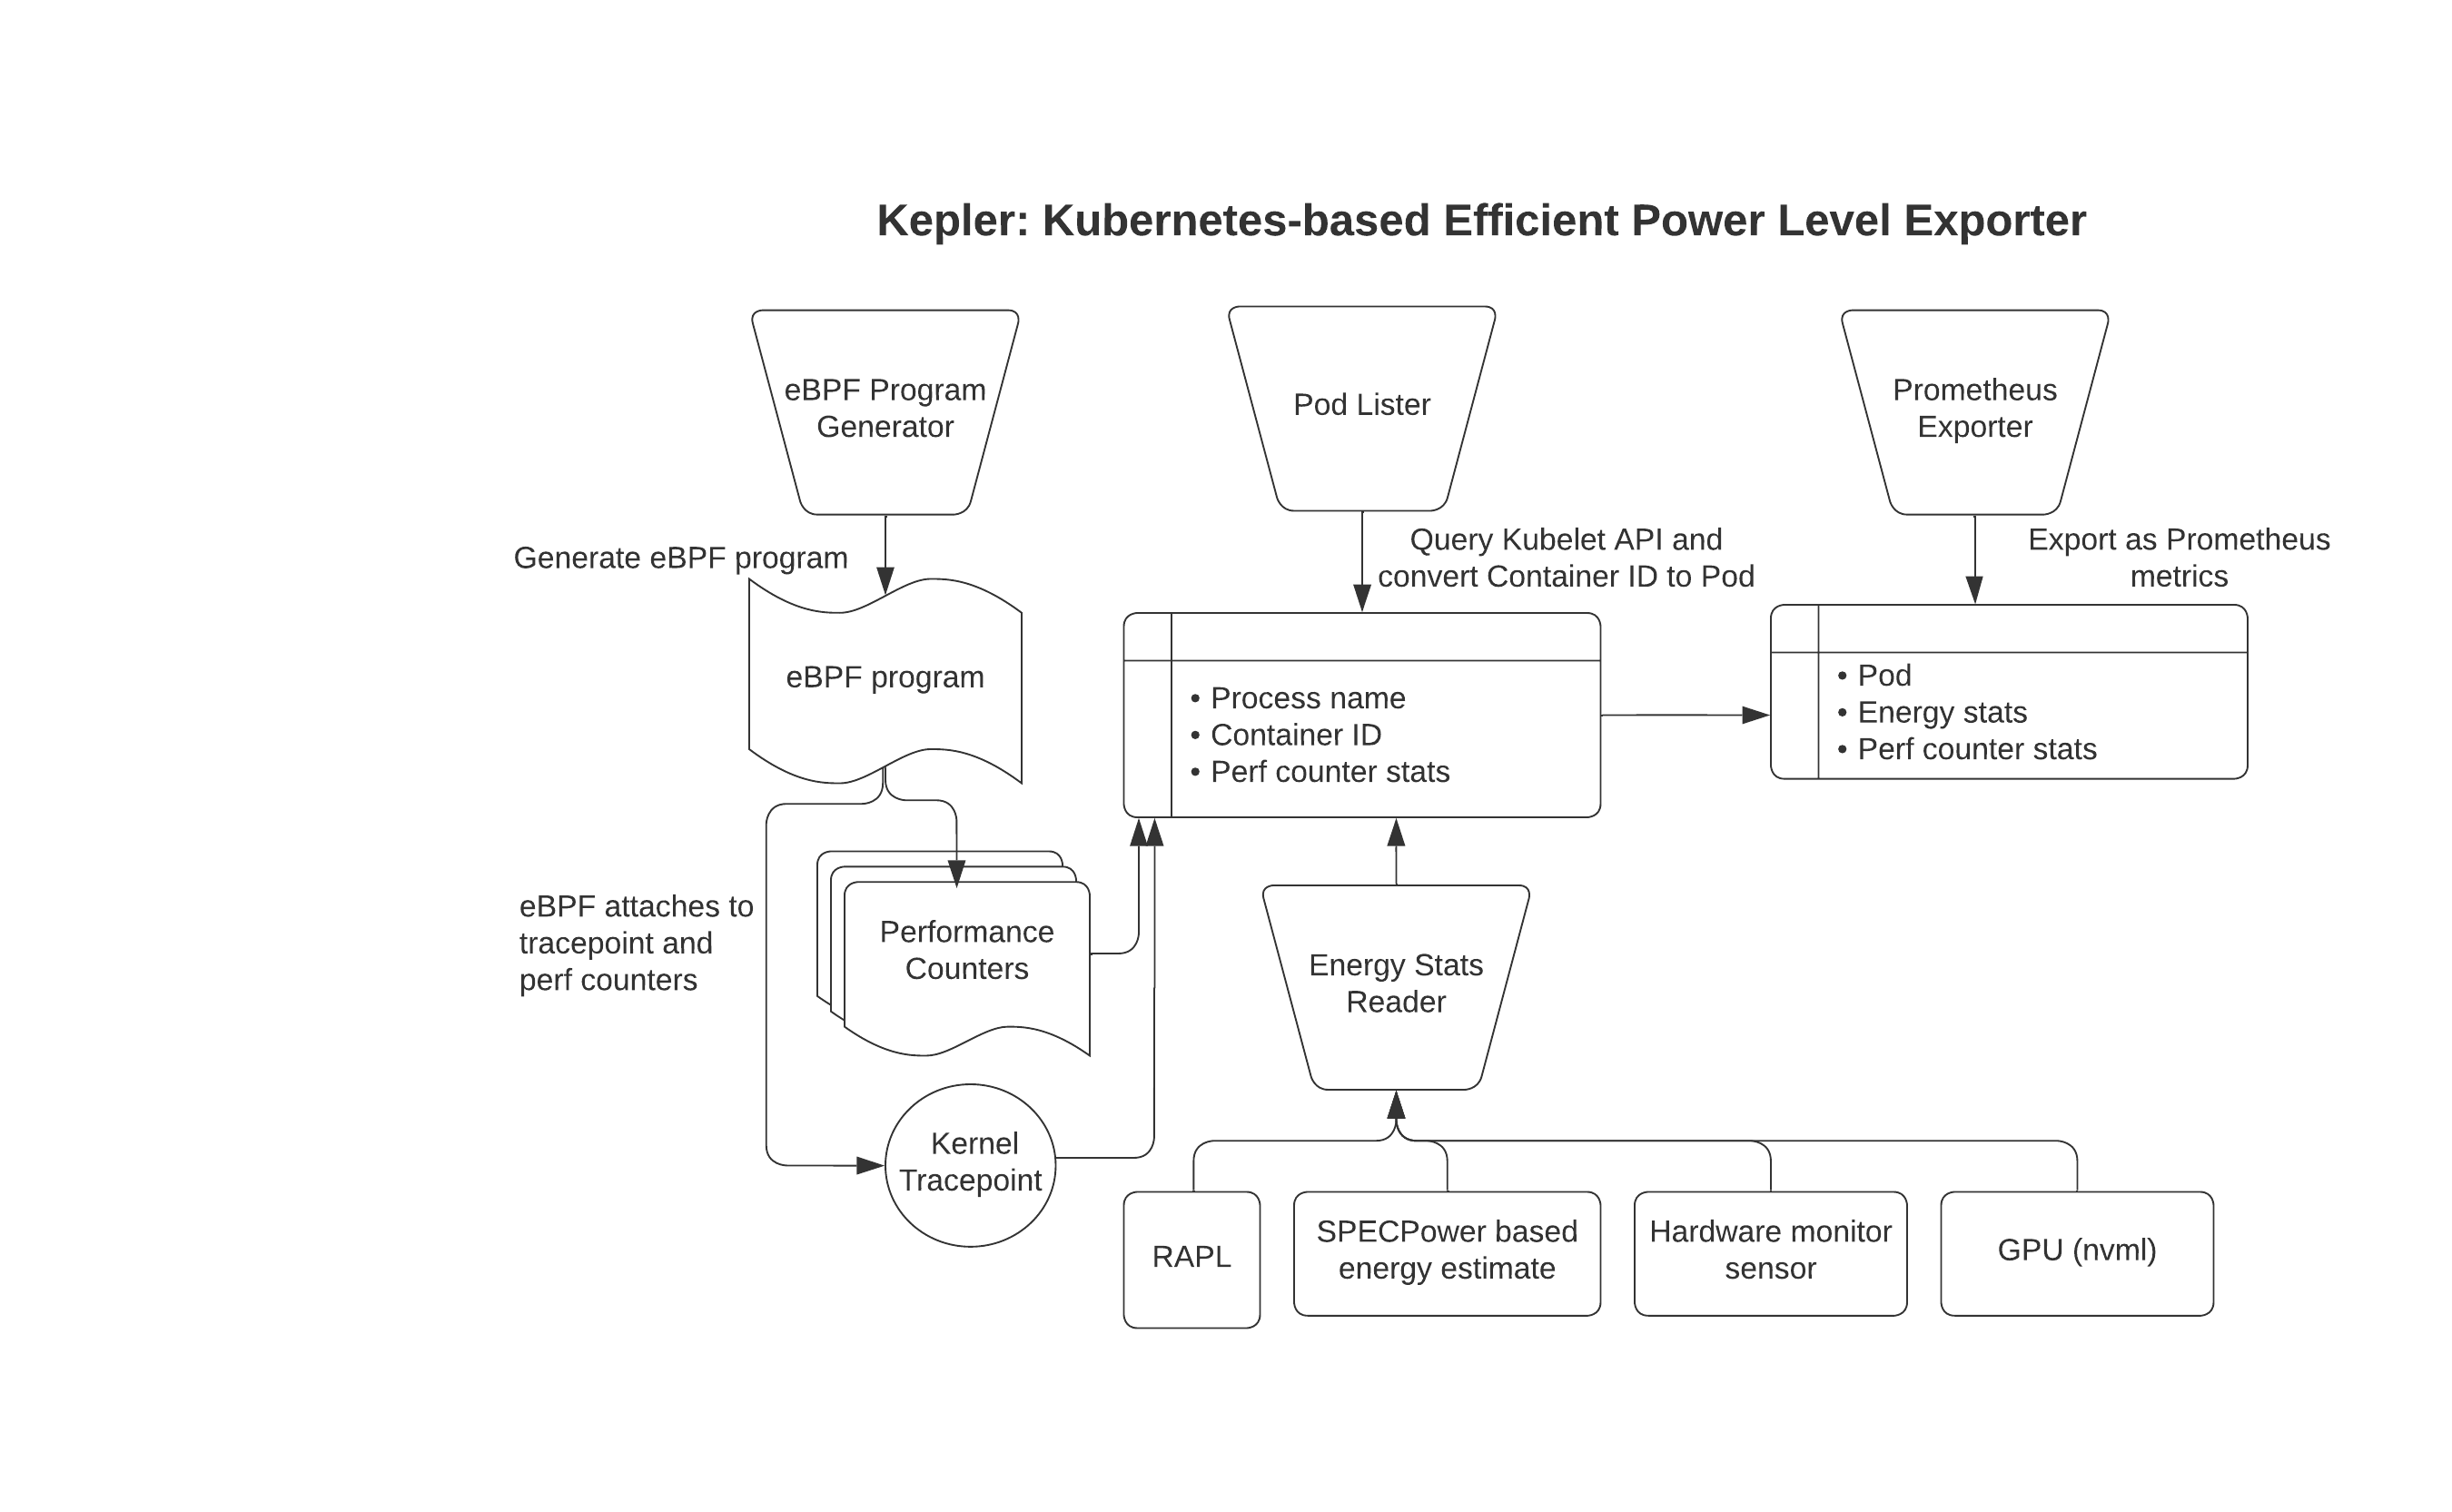 Kepler: Kubernetes-based Efficient Power Level Exporter
eBPF Program
Generator
Pod Lister
Prometheus
Exporter
Generate eBPF program
Query Kubelet API and
convert Container ID to Pod
Export as Prometheus
metrics
eBPF program
• Process name
• Container ID
• Perf counter stats
• Pod
• Energy stats
• Perf counter stats
eBPF attaches to
tracepoint and
perf counters
Performance
Counters
Energy Stats
Reader
Kernel
Tracepoint
RAPL
SPECPower based
energy estimate
Hardware monitor
sensor
GPU (nvml)